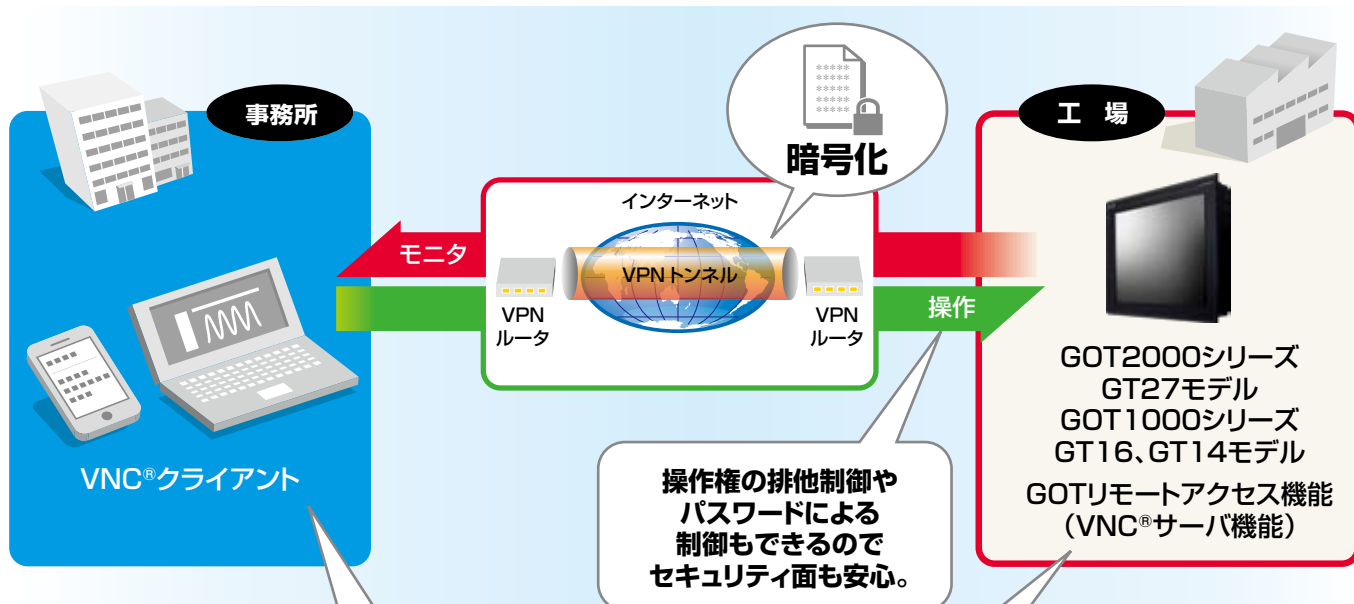 事務所
暗号化
工 場
インターネット
モニタ
VPNトンネル
VPN
ルータ
VPN
ルータ
操作
VNC®クライアント
操作権の排他制御や
パスワードによる
制御もできるので
セキュリティ面も安心。
GOT2000シリーズ
GT27モデル
GOT1000シリーズ
GT16、GT14モデル
GOTリモートアクセス機能
（VNC®サーバ機能）